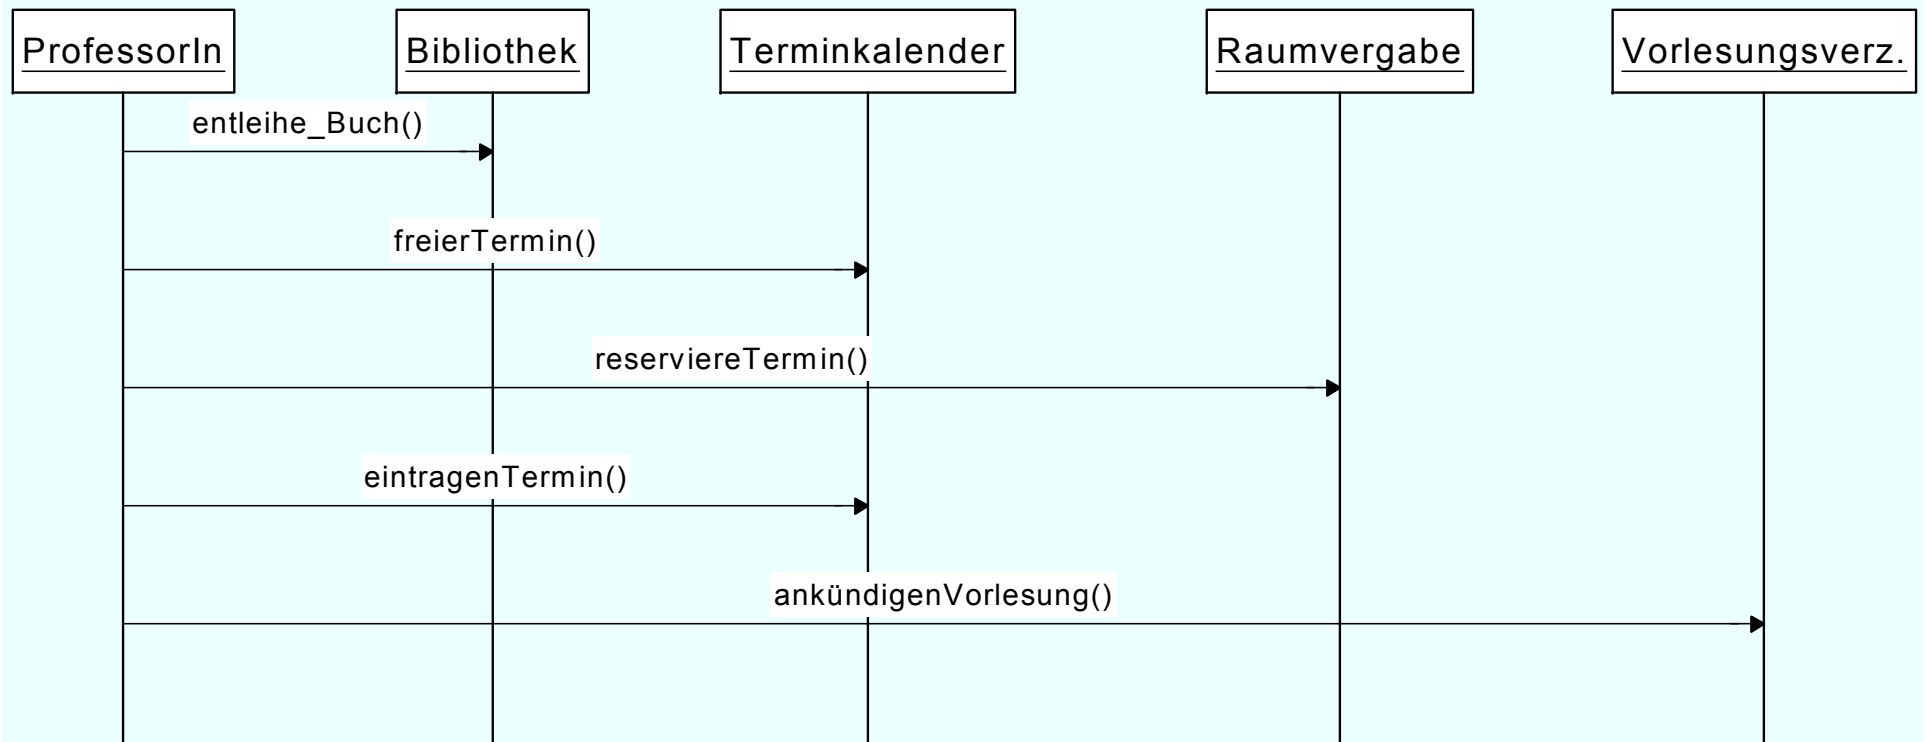 ProfessorIn
Bibliothek
Terminkalender
Raumvergabe
Vorlesungsverz.
entleihe_Buch()
freierTermin()
reserviereTermin()
eintragenTermin()
ankündigenVorlesung()